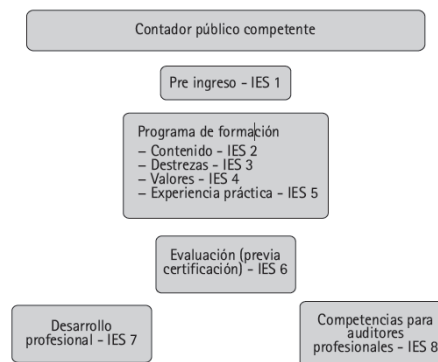 Contador público competente
Pre ingreso - IES 1
Programa de formación
– Contenido - IES 2
– Destrezas - IES 3
– Valores - IES 4
– Experiencia práctica - IES 5
Evaluación (previa
certificación) - IES 6
Desarrollo
profesional - IES 7
Competencias para
auditores
profesionales - IES 8